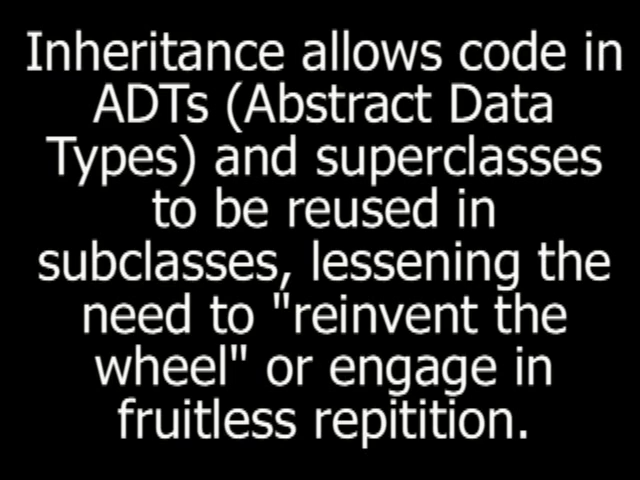 Inheritance allows code in
ADTs (Abstract Data
Types) and superclasses
to be reused in
subclasses, lessening the
need to "reinvent the
wheel" or engage in
fruitless repitition.